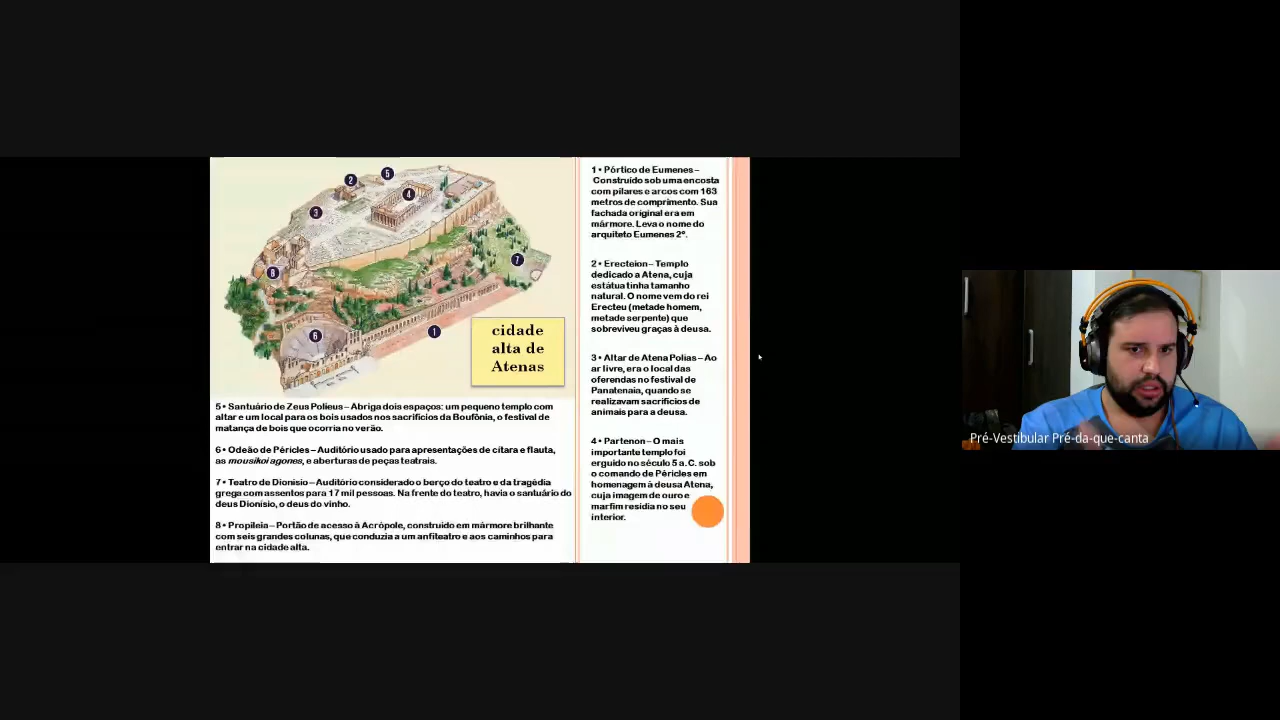 2
5
4
3
7
8
1
6
cidade
alta de
Atenas
5 • Santuário de Zeus Polieus – Abriga dois espaços: um pequeno templo com
altar e um local para os bois usados nos sacrifícios da Boufônia, o festival de
matança de bois que ocorria no verão.
6 • Odeão de Péricles – Auditório usado para apresentações de cítara e flauta,
as mousikoi agones, e aberturas de peças teatrais.
7 • Teatro de Dionísio – Auditório considerado o berço do teatro e da tragédia
grega com assentos para 17 mil pessoas. Na frente do teatro, havia o santuário do
deus Dionísio, o deus do vinho.
8 • Propileia – Portão de acesso à Acrópole, construído em mármore brilhante
com seis grandes colunas, que conduzia a um anfiteatro e aos caminhos para
entrar na cidade alta.
1 • Pórtico de Eumenes –
Construído sob uma encosta
com pilares e arcos com 163
metros de comprimento. Sua
fachada original era em
mármore. Leva o nome do
arquiteto Eumenes 2º.
2 • Erecteion – Templo
dedicado a Atena, cuja
estátua tinha tamanho
natural. O nome vem do rei
Erecteu (metade homem,
metade serpente) que
sobreviveu graças à deusa.
3 • Altar de Atena Polias – Ao
ar livre, era o local das
oferendas no festival de
Panatenaia, quando se
realizavam sacrifícios de
animais para a deusa.
4 • Partenon – O mais
importante templo foi
erguido no século 5 a.C. sob
o comando de Péricles em
homenagem à deusa Atena,
cuja imagem de ouro e
marfim residia no seu
interior.
Pré-Vestibular Pré-da-que-canta